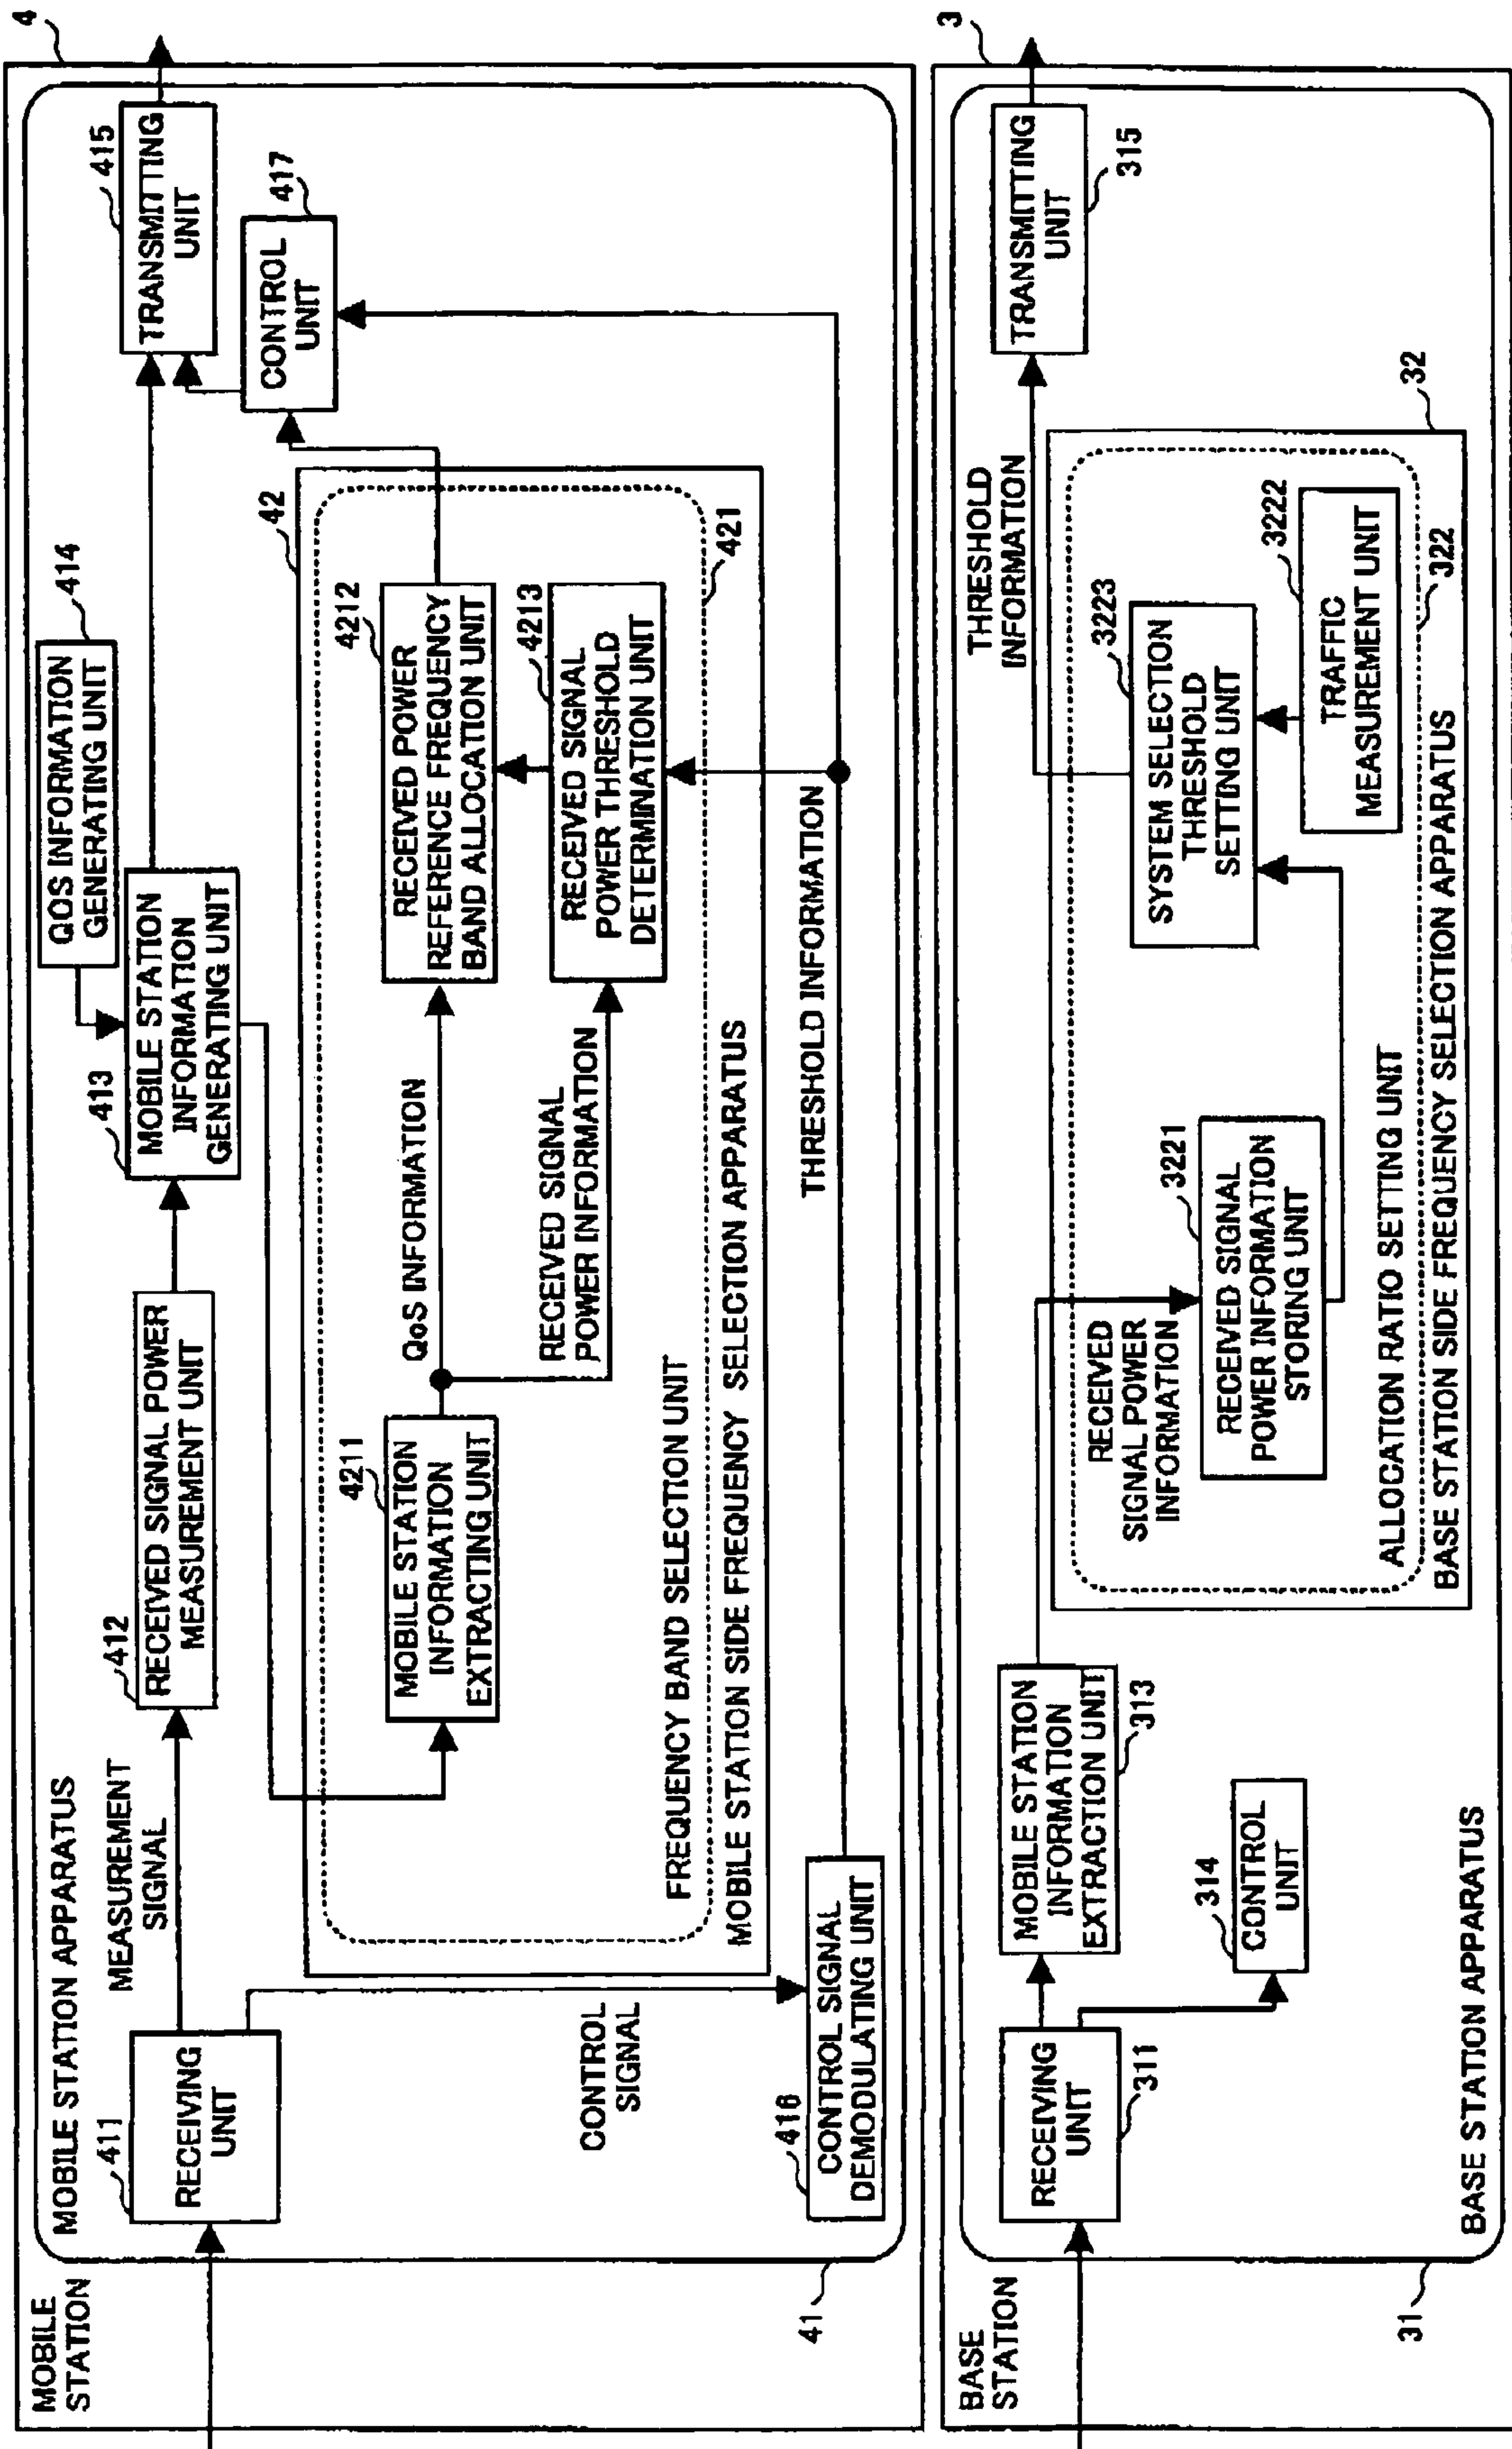 MOBILE
STATION
4
MOBILE STATION APPARATUS
41
411
RECEIVING
UNIT
MEASUREMENT
SIGNAL
412
RECEIVED SIGNAL POWER
MEASUREMENT UNIT
413
MOBILE STATION
INFORMATION
GENERATING UNIT
QOS INFORMATION
GENERATING UNIT
414
TRANSMITTING
UNIT
415
CONTROL
UNIT
417
42
4211
MOBILE STATION
INFORMATION
EXTRACTING UNIT
QoS INFORMATION
RECEIVED SIGNAL
POWER INFORMATION
4212
RECEIVED POWER
REFERENCE FREQUENCY
BAND ALLOCATION UNIT
4213
RECEIVED SIGNAL
POWER THRESHOLD
DETERMINATION UNIT
421
FREQUENCY BAND SELECTION UNIT
MOBILE STATION SIDE FREQUENCY SELECTION APPARATUS
CONTROL
SIGNAL
416
CONTROL SIGNAL
DEMODULATING UNIT
THRESHOLD INFORMATION
BASE
STATION
3
31
RECEIVING
UNIT
311
MOBILE STATION
INFORMATION
EXTRACTION UNIT
313
314
CONTROL
UNIT
RECEIVED
SIGNAL POWER
INFORMATION
3221
RECEIVED SIGNAL
POWER INFORMATION
STORING UNIT
3223
SYSTEM SELECTION
THRESHOLD
SETTING UNIT
3222
TRAFFIC
MEASUREMENT UNIT
322
32
THRESHOLD
INFORMATION
TRANSMITTING
UNIT
315
ALLOCATION RATIO SETTING UNIT
BASE STATION SIDE FREQUENCY SELECTION APPARATUS
BASE STATION APPARATUS